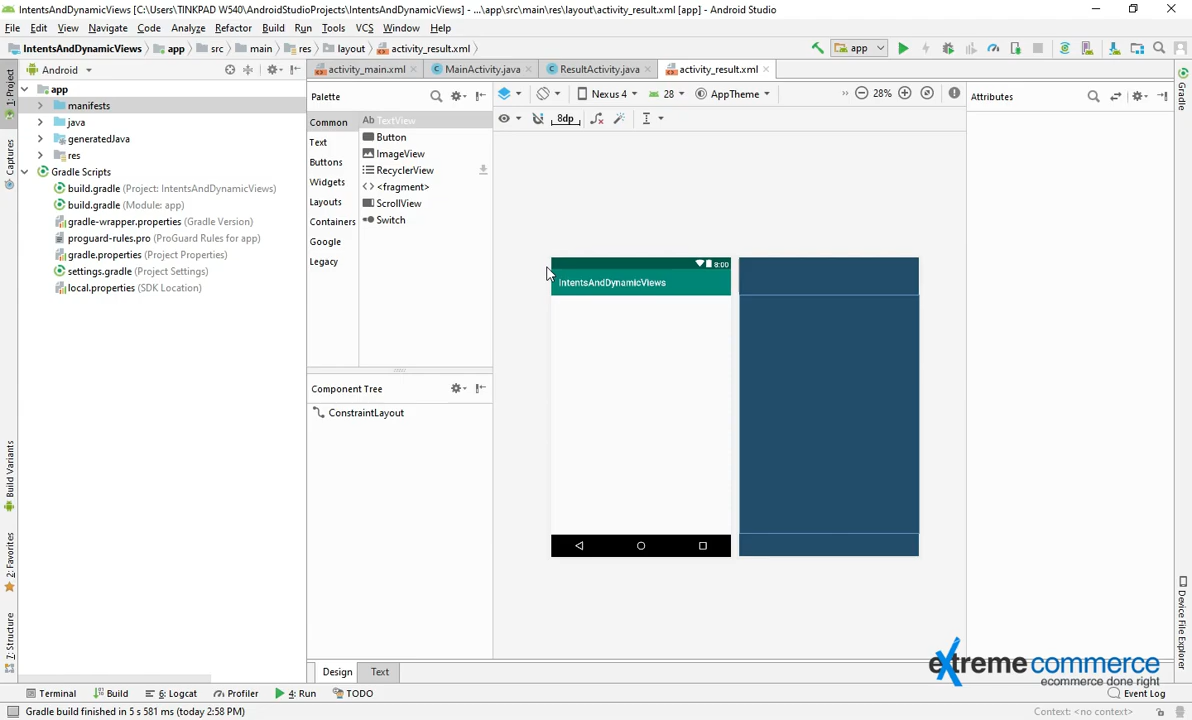 IntentsAndDynamicViews [C:\Users\TINKPAD W540\AndroidStudioProjects\IntentsAndDynamicViews] - ...\app\src\main\res\layout\activity_result.xml [app] - Android Studio
File Edit View Navigate Code Analyze Refactor Build Run Tools VCS Window Help
IntentsAndDynamicViews app src main res layout activity_result.xml app
Android activity_main.xml MainActivity.java ResultActivity.java activity_result.xml
1: Project
Captures
Build Variants
2: Favorites
7: Structure
app
manifests
java
generatedJava
res
Gradle Scripts
build.gradle (Project: IntentsAndDynamicViews)
build.gradle (Module: app)
gradle-wrapper.properties (Gradle Version)
proguard-rules.pro (ProGuard Rules for app)
gradle.properties (Project Properties)
settings.gradle (Project Settings)
local.properties (SDK Location)
Palette
Common
Text
Buttons
Widgets
Layouts
Containers
Google
Legacy
Ab TextView
Button
ImageView
RecyclerView
<> <fragment>
ScrollView
Switch
Component Tree
ConstraintLayout
Nexus 4 28 AppTheme 28%
8dp
8:00
IntentsAndDynamicViews
Attributes
Gradle
Device File Explorer
Design Text
extreme commerce
ecommerce done right
Terminal Build 6: Logcat Profiler 4: Run TODO Event Log
Gradle build finished in 5 s 581 ms (today 2:58 PM) Context: <no context>